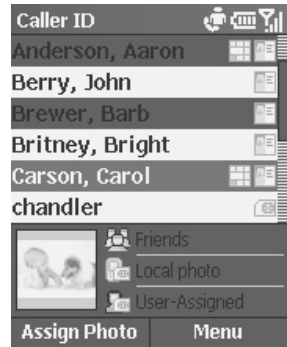 Caller ID
Anderson, Aaron
Berry, John
Brewer, Barb
Britney, Bright
Carson, Carol
chandler
Friends
Local photo
User-Assigned
Assign Photo Menu